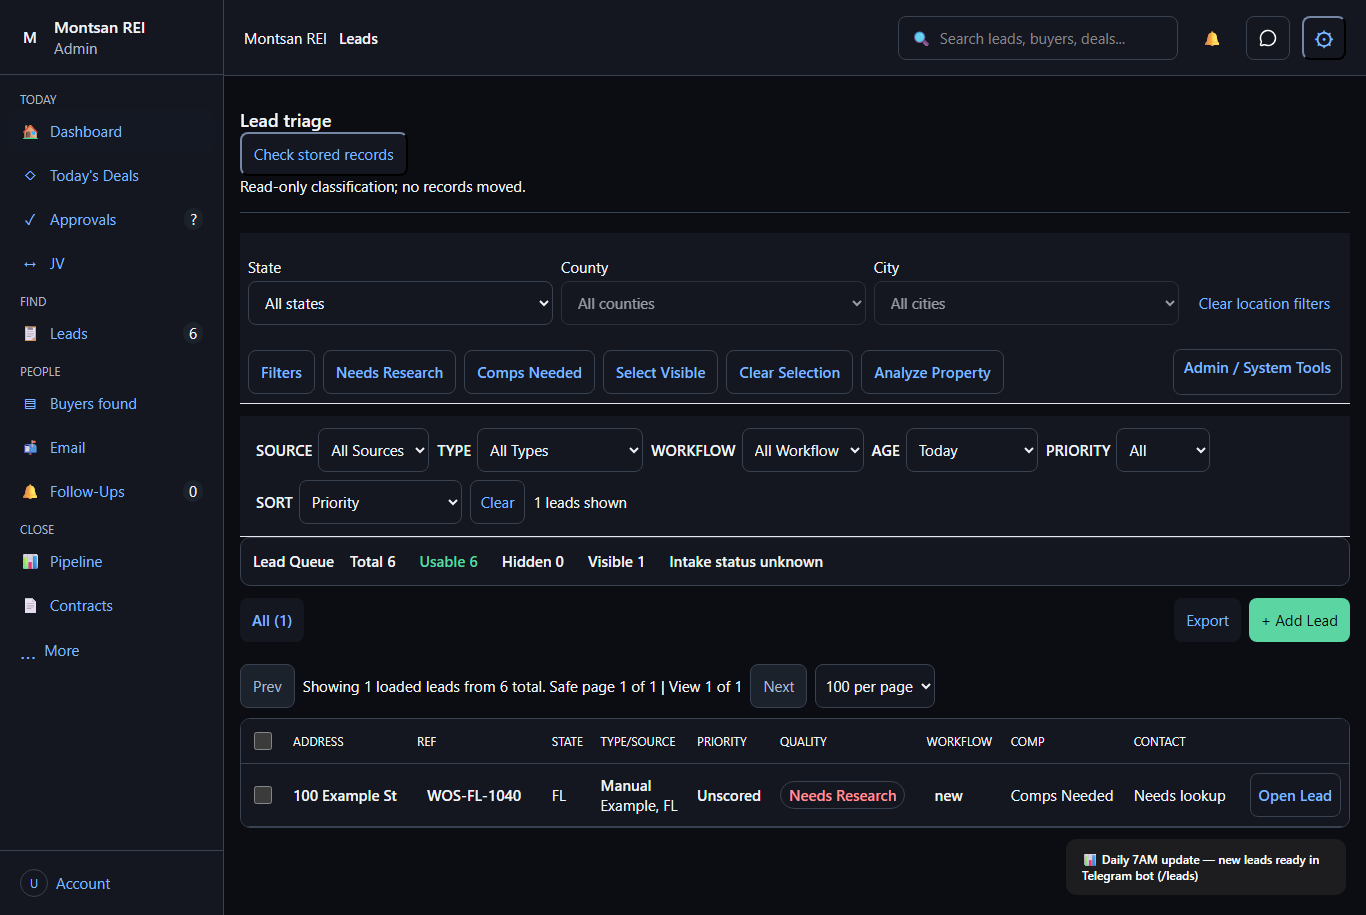 M
Montsan REI
Admin
TODAY
Dashboard
Today's Deals
Approvals ?
JV
FIND
Leads 6
PEOPLE
Buyers found
Email
Follow-Ups 0
CLOSE
Pipeline
Contracts
... More
U Account
Montsan REI Leads
Search leads, buyers, deals...
Lead triage
Check stored records
Read-only classification; no records moved.
State County City
All states All counties All cities Clear location filters
Filters Needs Research Comps Needed Select Visible Clear Selection Analyze Property Admin / System Tools
SOURCE All Sources TYPE All Types WORKFLOW All Workflow AGE Today PRIORITY All
SORT Priority Clear 1 leads shown
Lead Queue Total 6 Usable 6 Hidden 0 Visible 1 Intake status unknown
All (1) Export + Add Lead
Prev Showing 1 loaded leads from 6 total. Safe page 1 of 1 | View 1 of 1 Next 100 per page
ADDRESS REF STATE TYPE/SOURCE PRIORITY QUALITY WORKFLOW COMP CONTACT
100 Example St WOS-FL-1040 FL Manual Unscored Needs Research new Comps Needed Needs lookup Open Lead
Example, FL
Daily 7AM update — new leads ready in
Telegram bot (/leads)